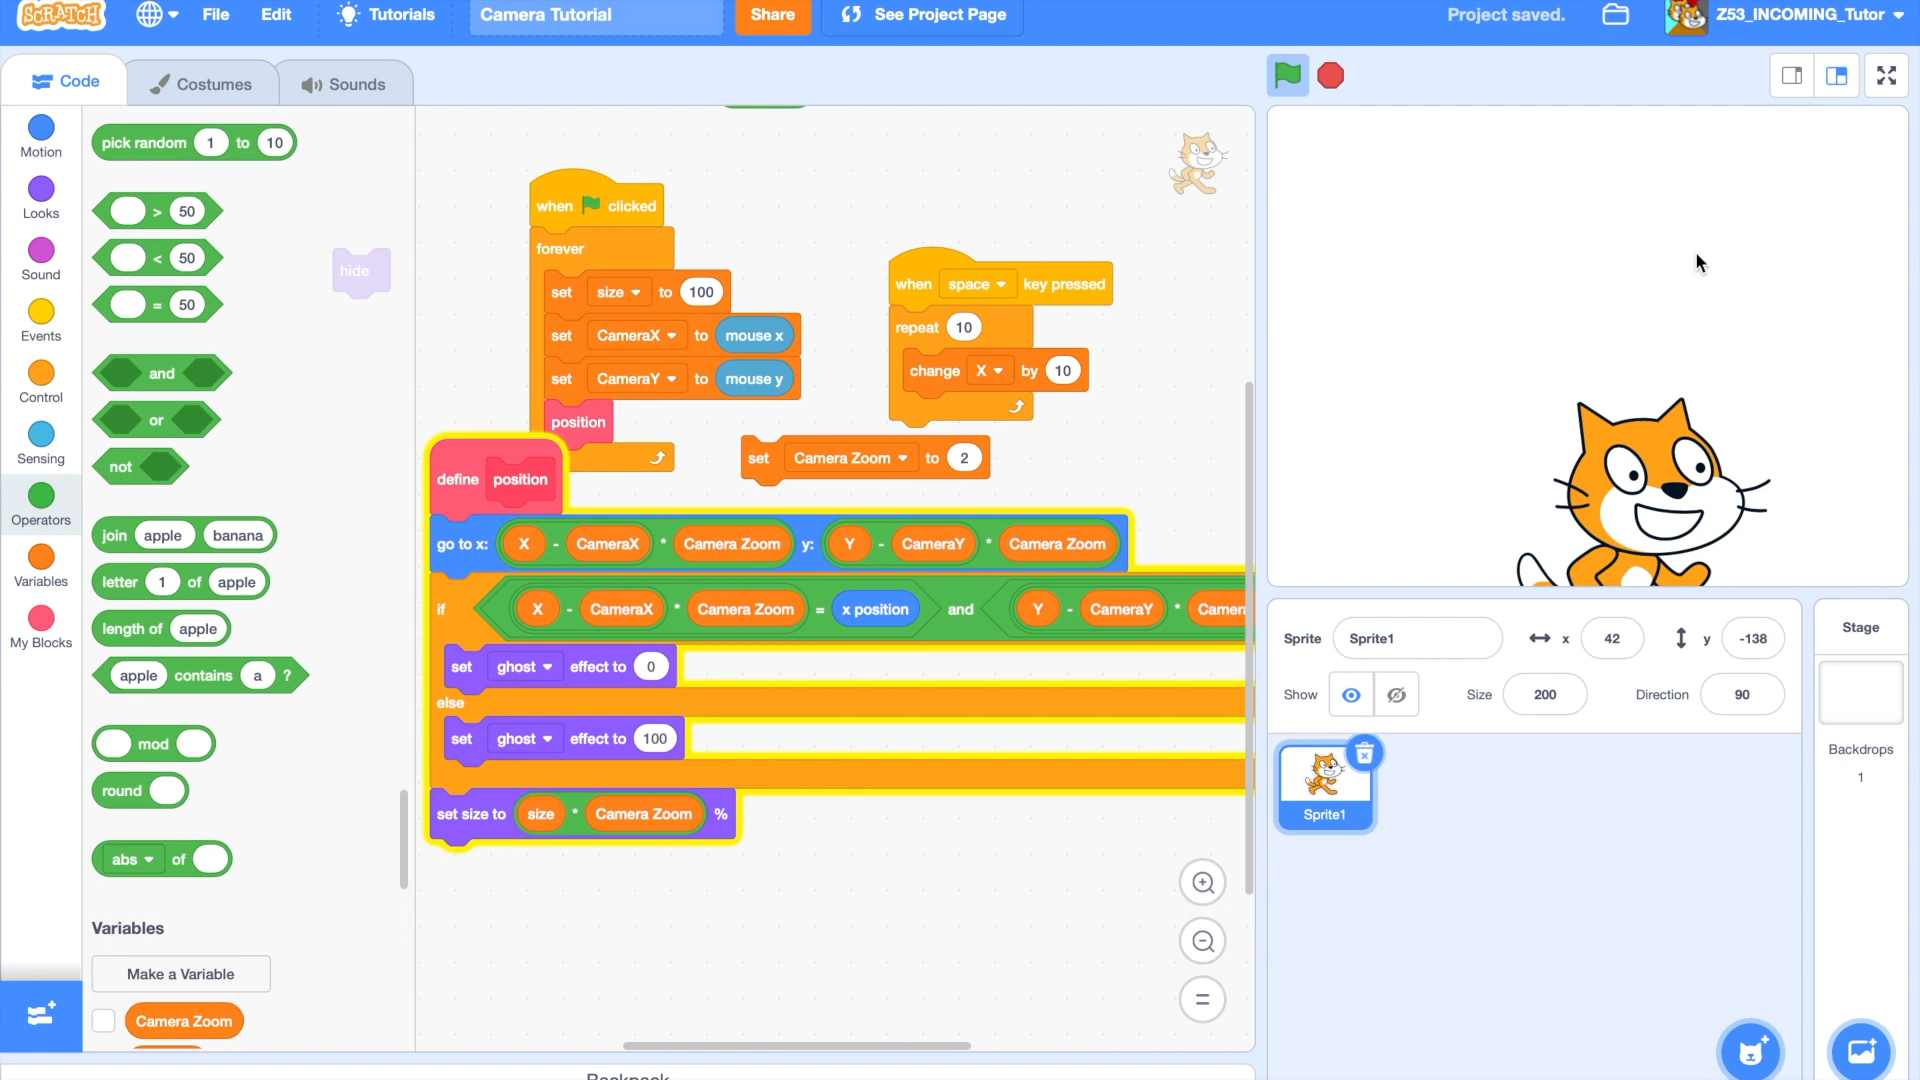 SCRATCH File Edit Tutorials Camera Tutorial Share See Project Page Project saved. Z53_INCOMING_Tutor
Code Costumes Sounds
Motion
Looks
Sound
Events
Control
Sensing
Operators
Variables
My Blocks
pick random 1 to 10
> 50
< 50
= 50
hide
and
or
not
join apple banana
letter 1 of apple
length of apple
apple contains a ?
mod
round
abs of
Variables
Make a Variable
Camera Zoom
when clicked
forever
set size to 100
set CameraX to mouse x
set CameraY to mouse y
position
when space key pressed
repeat 10
change X by 10
set Camera Zoom to 2
define position
go to x: X - CameraX * Camera Zoom y: Y - CameraY * Camera Zoom
if X - CameraX * Camera Zoom = x position and Y - CameraY *
set ghost effect to 0
else
set ghost effect to 100
set size to size * Camera Zoom %
=
Sprite Sprite1 x 42 y -138
Show Size 200 Direction 90
Sprite1
Stage
Backdrops
1